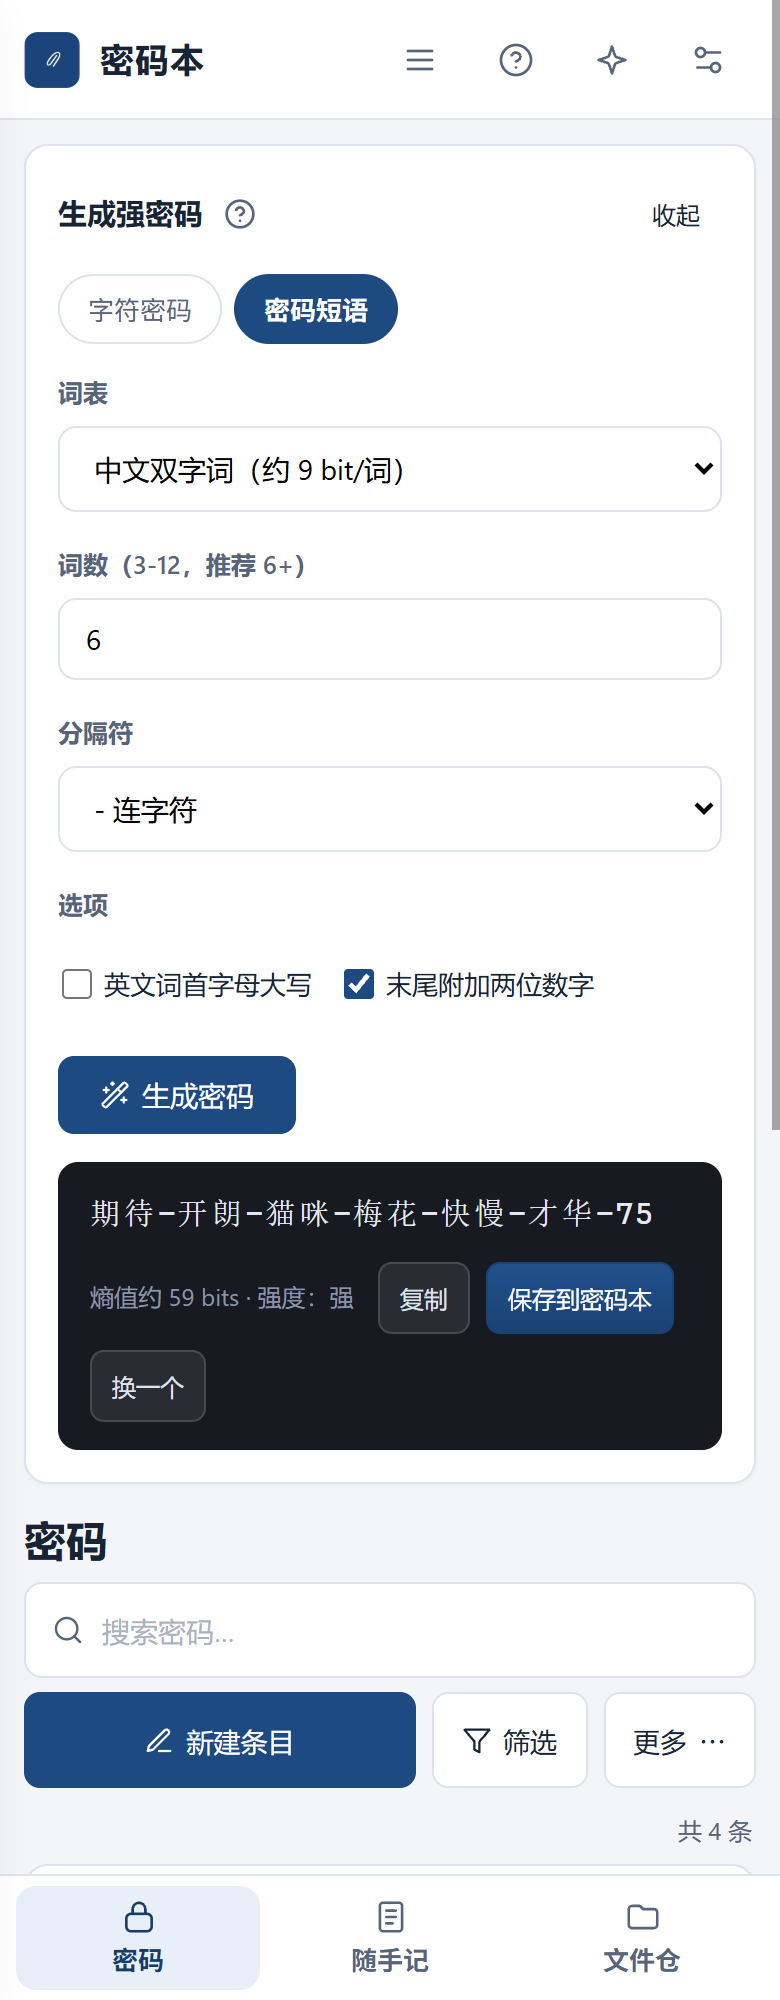 密码本
生成强密码
收起
字符密码 密码短语
词表
中文双字词（约 9 bit/词）
词数（3-12，推荐 6+）
6
分隔符
- 连字符
选项
英文词首字母大写 末尾附加两位数字
生成密码
期待-开朗-猫咪-梅花-快慢-才华-75
熵值约 59 bits · 强度：强 复制 保存到密码本
换一个
密码
搜索密码...
新建条目 筛选 更多 ···
共 4 条
密码 随手记 文件仓